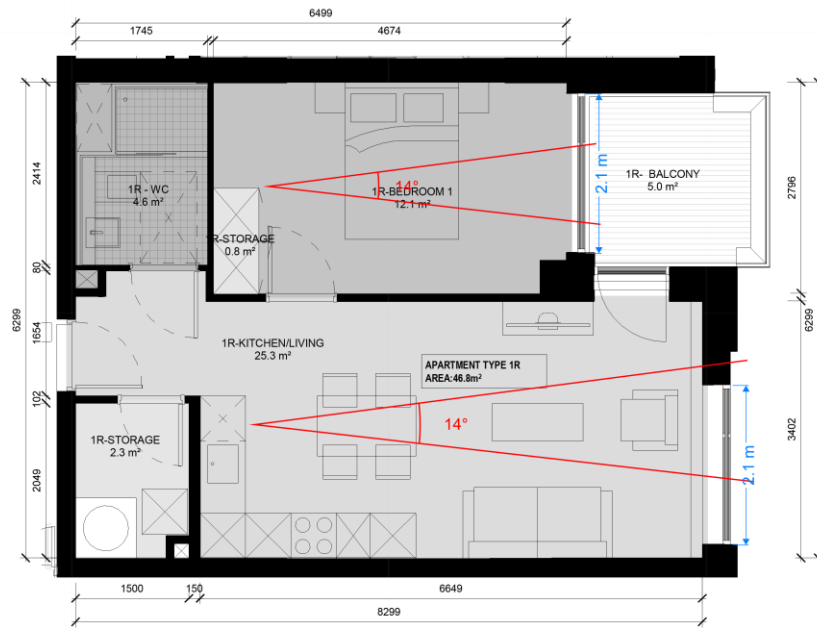 6499
1745
4674
2414
2796
2.1 m
1R- BALCONY
5.0 m²
14°
1R-BEDROOM 1
12.1 m²
1R - WC
4.6 m²
R-STORAGE
0.8 m²
80
6299
1654
6299
1R-KITCHEN/LIVING
25.3 m²
APARTMENT TYPE 1R
AREA:46.8m²
102
14°
3402
2.1 m
1R-STORAGE
2.3 m²
2049
1500
150
6649
8299